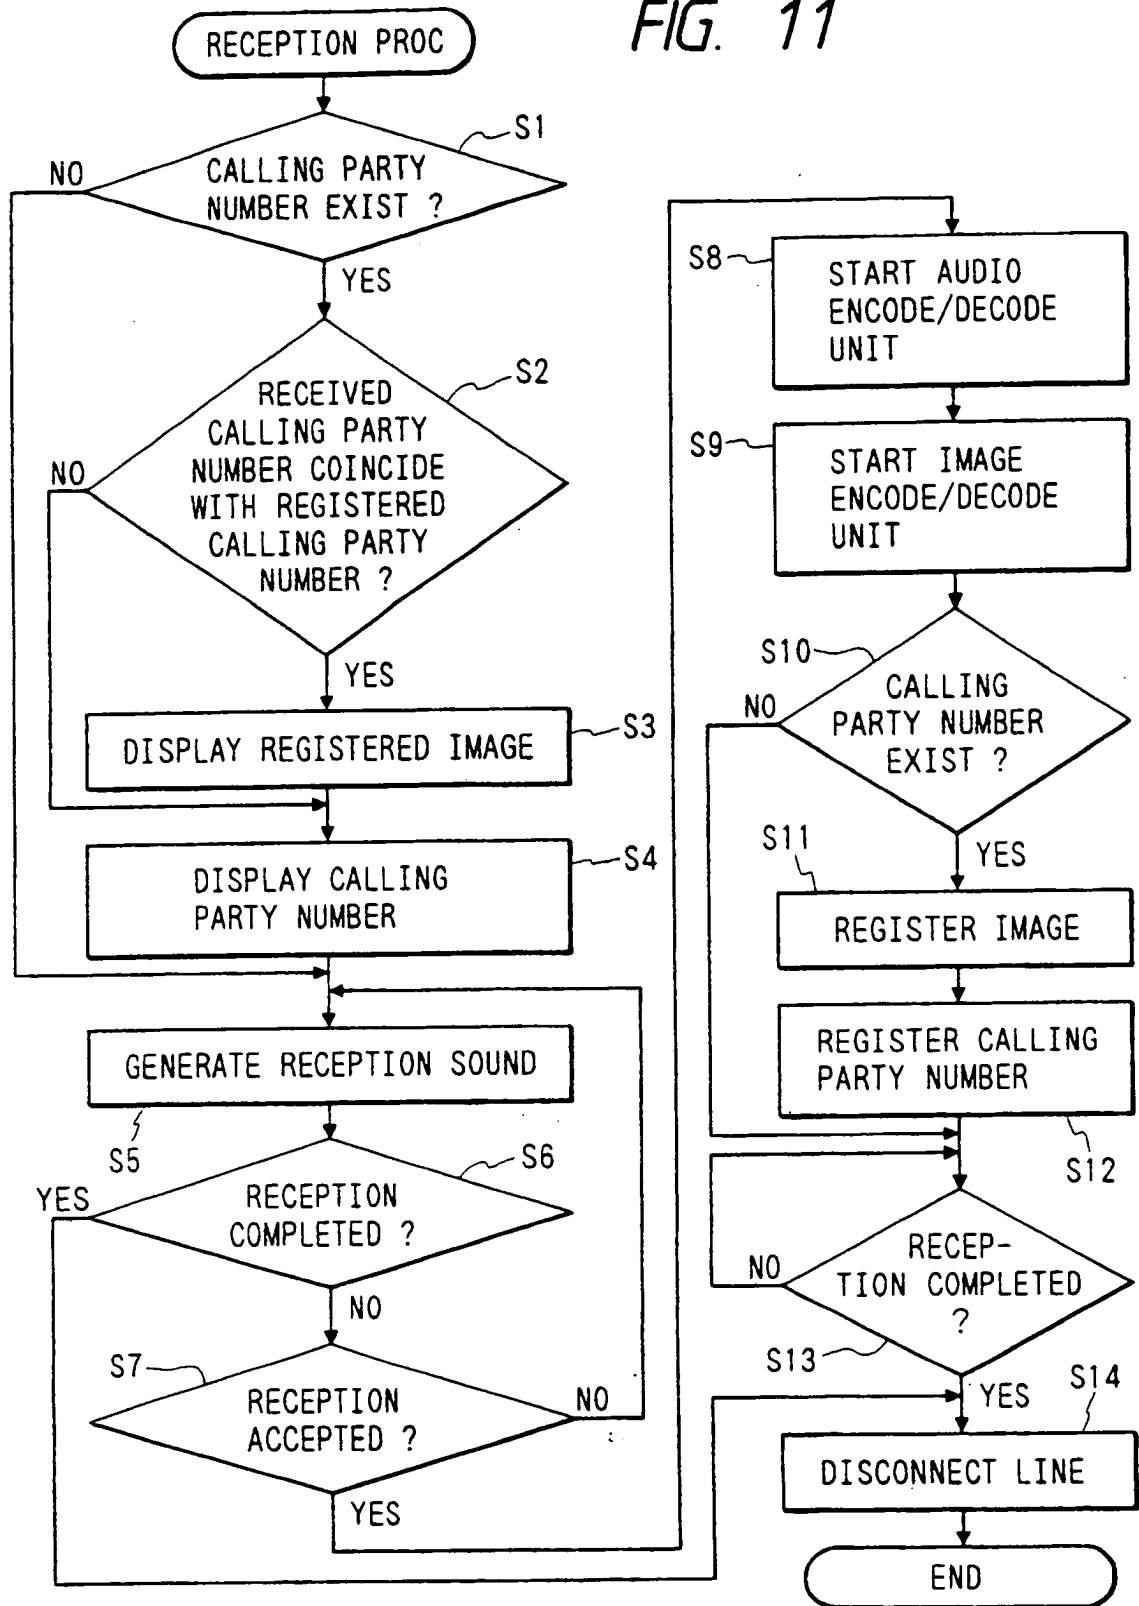 FIG. 11
RECEPTION PROC
S1
CALLING PARTY
NUMBER EXIST ?
NO
YES
S2
RECEIVED
CALLING PARTY
NUMBER COINCIDE
WITH REGISTERED
CALLING PARTY
NUMBER ?
NO
YES
S3
DISPLAY REGISTERED IMAGE
S4
DISPLAY CALLING
PARTY NUMBER
GENERATE RECEPTION SOUND
S5
S6
YES
RECEPTION
COMPLETED ?
NO
S7
RECEPTION
ACCEPTED ?
NO
YES
S8
START AUDIO
ENCODE/DECODE
UNIT
S9
START IMAGE
ENCODE/DECODE
UNIT
S10
CALLING
PARTY NUMBER
EXIST ?
NO
YES
S11
REGISTER IMAGE
REGISTER CALLING
PARTY NUMBER
S12
RECEP-
TION COMPLETED
?
NO
S13
YES
S14
DISCONNECT LINE
END